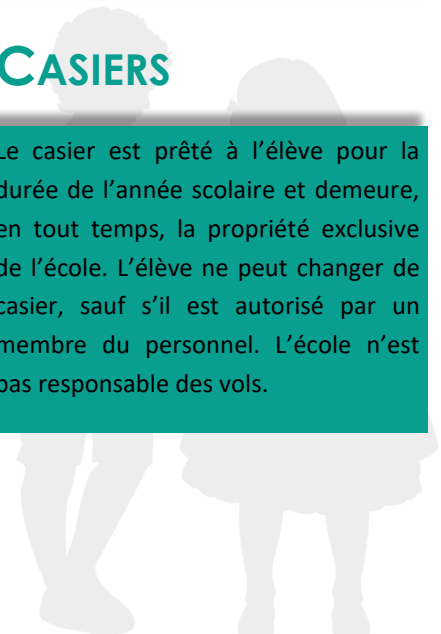 CASIERS
Le casier est prêté à l’élève pour la
durée de l’année scolaire et demeure,
en tout temps, la propriété exclusive
de l’école. L’élève ne peut changer de
casier, sauf s’il est autorisé par un
membre du personnel. L’école n’est
pas responsable des vols.